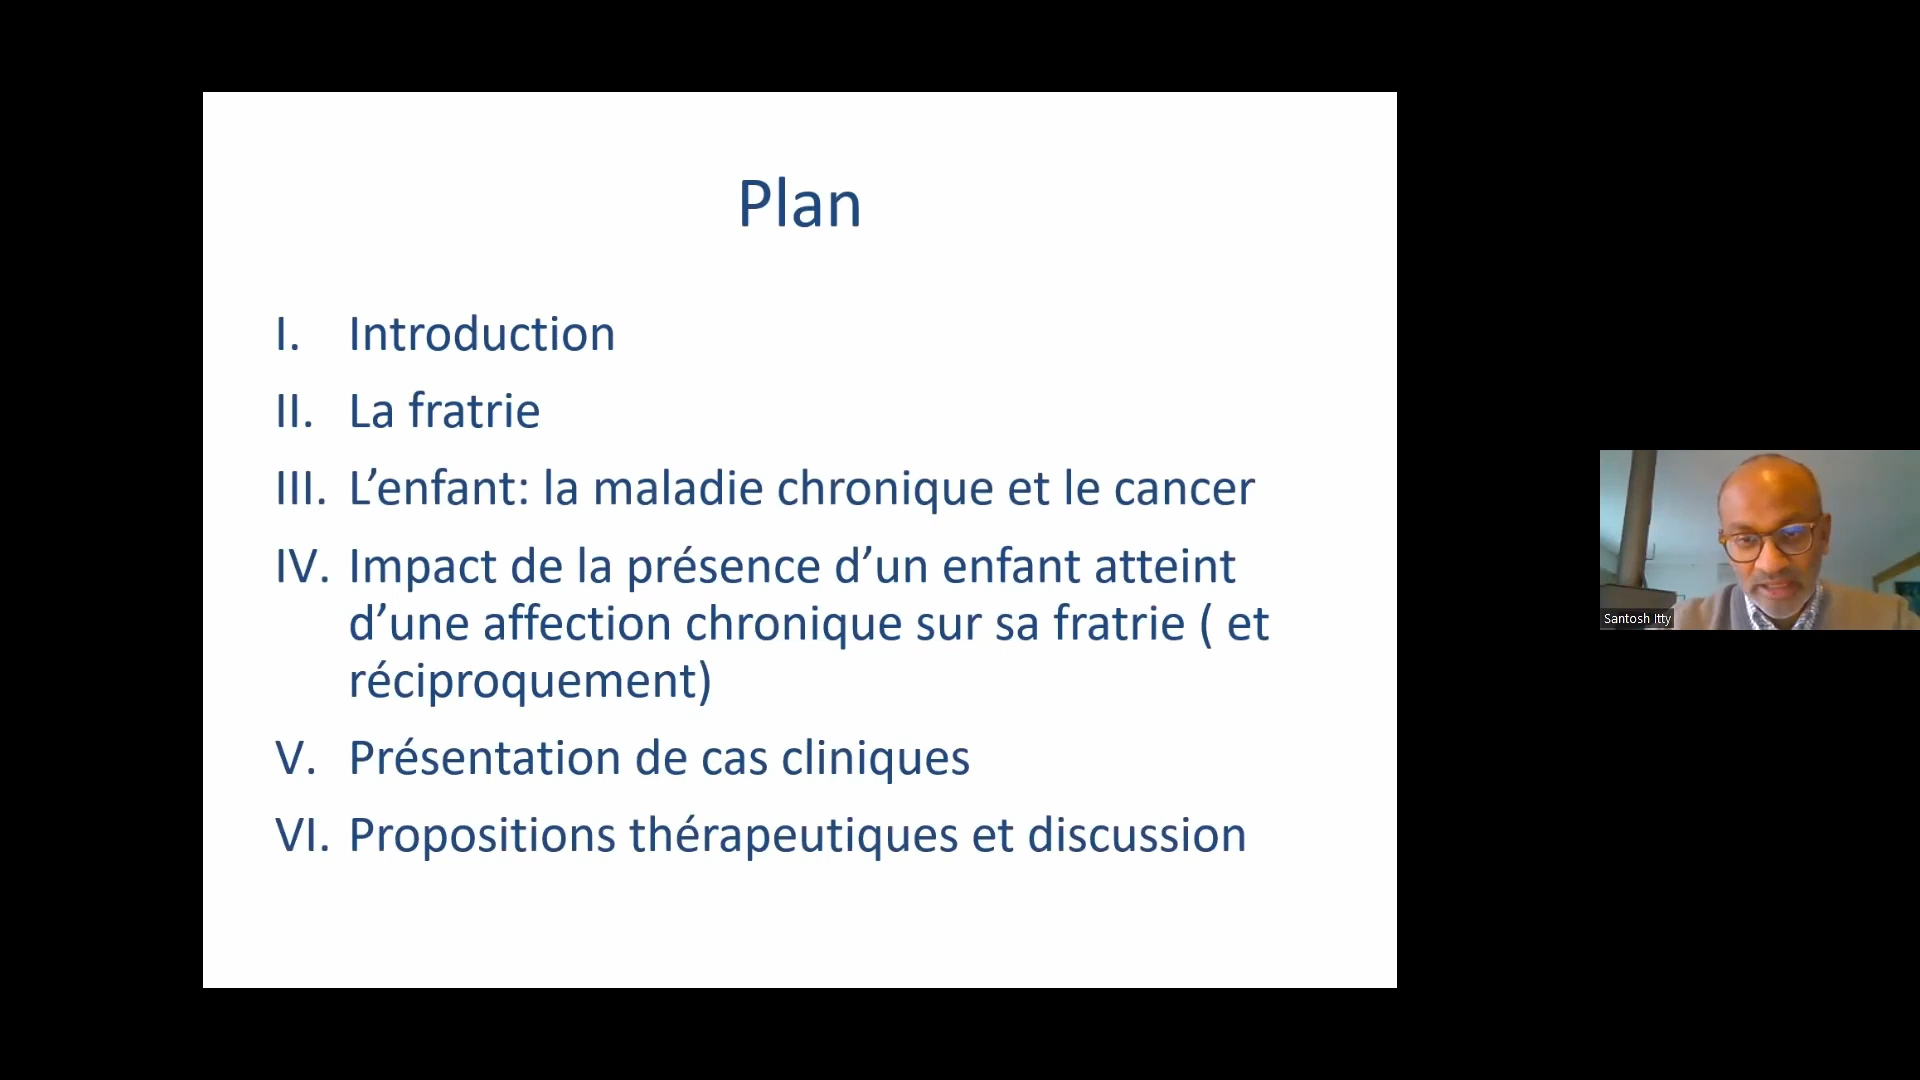 Plan
I. Introduction
II. La fratrie
III. L’enfant: la maladie chronique et le cancer
IV. Impact de la présence d’un enfant atteint
d’une affection chronique sur sa fratrie ( et
réciproquement)
V. Présentation de cas cliniques
VI. Propositions thérapeutiques et discussion
Santosh Itty